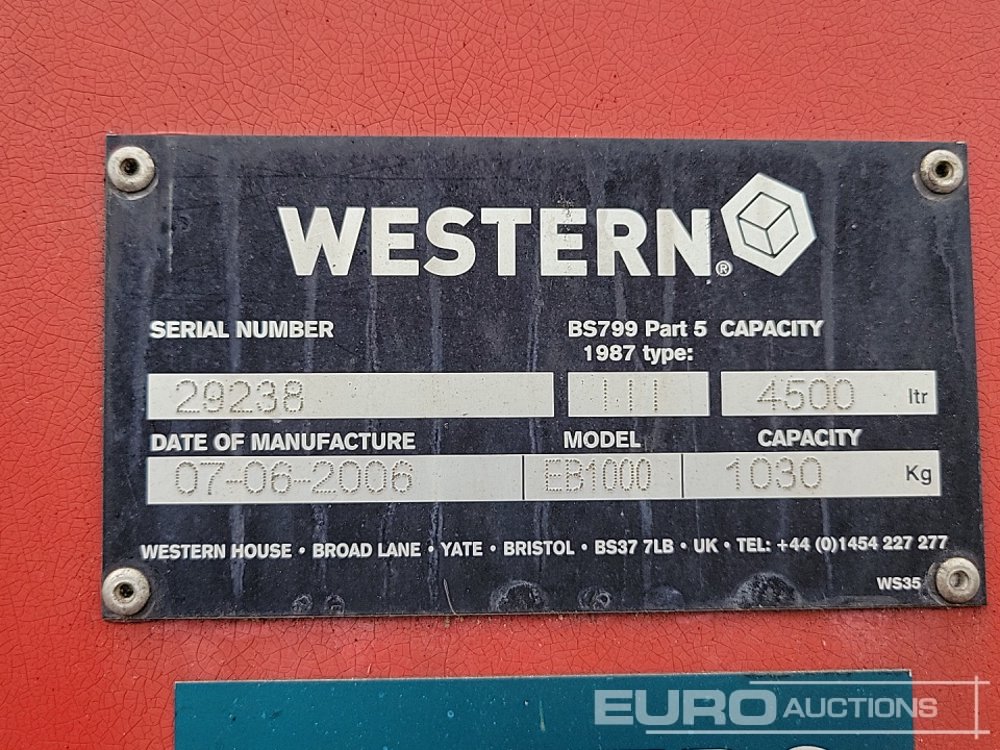 WESTERN®
SERIAL NUMBER BS799 Part 5 CAPACITY
1987 type:
29238 III 4500 ltr
DATE OF MANUFACTURE MODEL CAPACITY
07-06-2006 EB1000 1030 Kg
WESTERN HOUSE • BROAD LANE • YATE • BRISTOL • BS37 7LB • UK • TEL: +44 (0)1454 227 277
WS35
EURO AUCTIONS